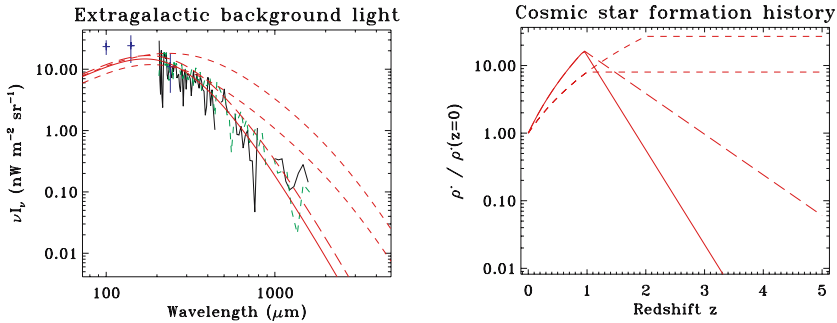 Extragalactic background light
νIν (nW m−2 sr−1)
10.00
1.00
0.10
0.01
100
1000
Wavelength (μm)
Cosmic star formation history
ρ· / ρ·(z=0)
10.00
1.00
0.10
0.01
0
1
2
3
4
5
Redshift z